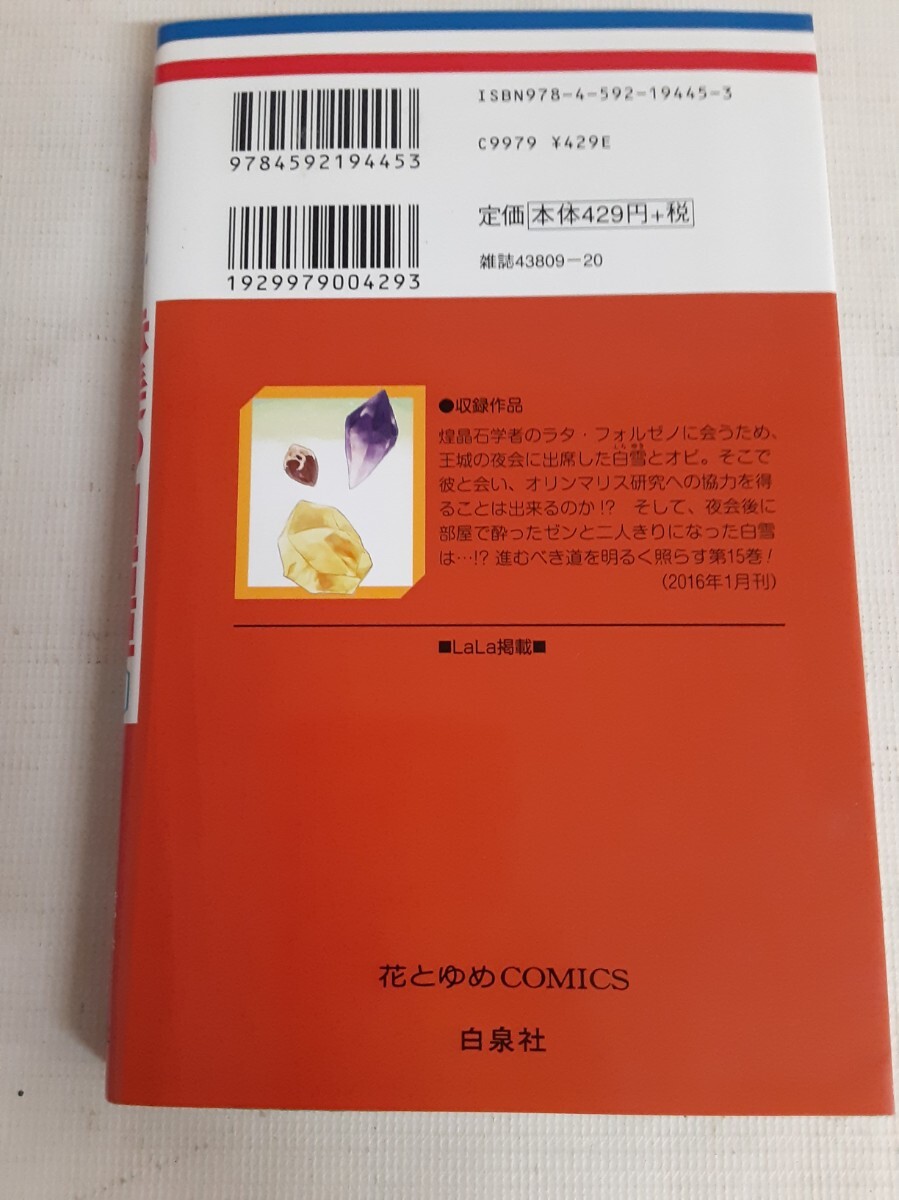 ISBN978-4-592-19445-3
9784592194453
C9979 ¥429E
定価 本体429円+税
1929979004293
雑誌43809-20
●収録作品
煌晶石学者のラタ・フォルゼノに会うため、
王城の夜会に出席した白雪とオビ。そこで
彼と会い、オリンマリス研究への協力を得
ることは出来るのか!? そして、夜会後に
部屋で酔ったゼンと二人きりになった白雪
は…!? 進むべき道を明るく照らす第15巻!
(2016年1月刊)
■LaLa掲載■
花とゆめCOMICS
白泉社